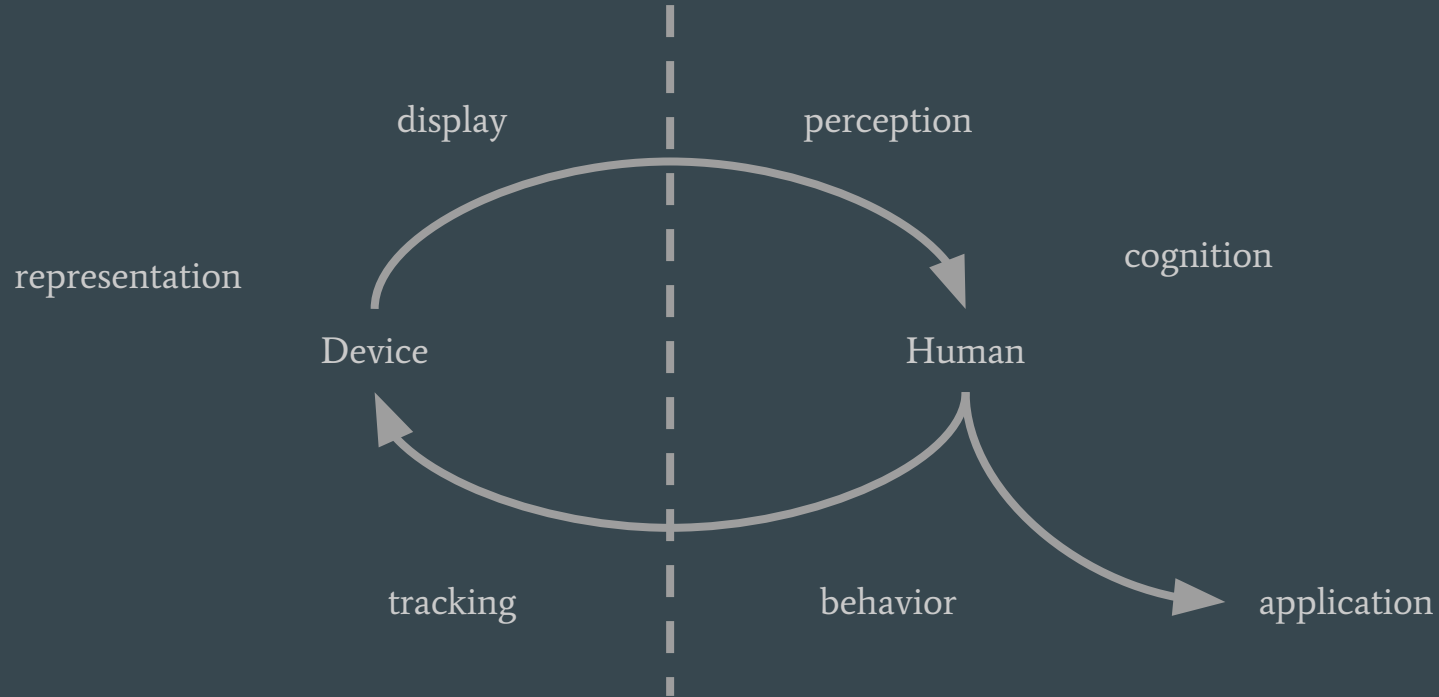 display
perception
representation
cognition
Device
Human
tracking
behavior
application